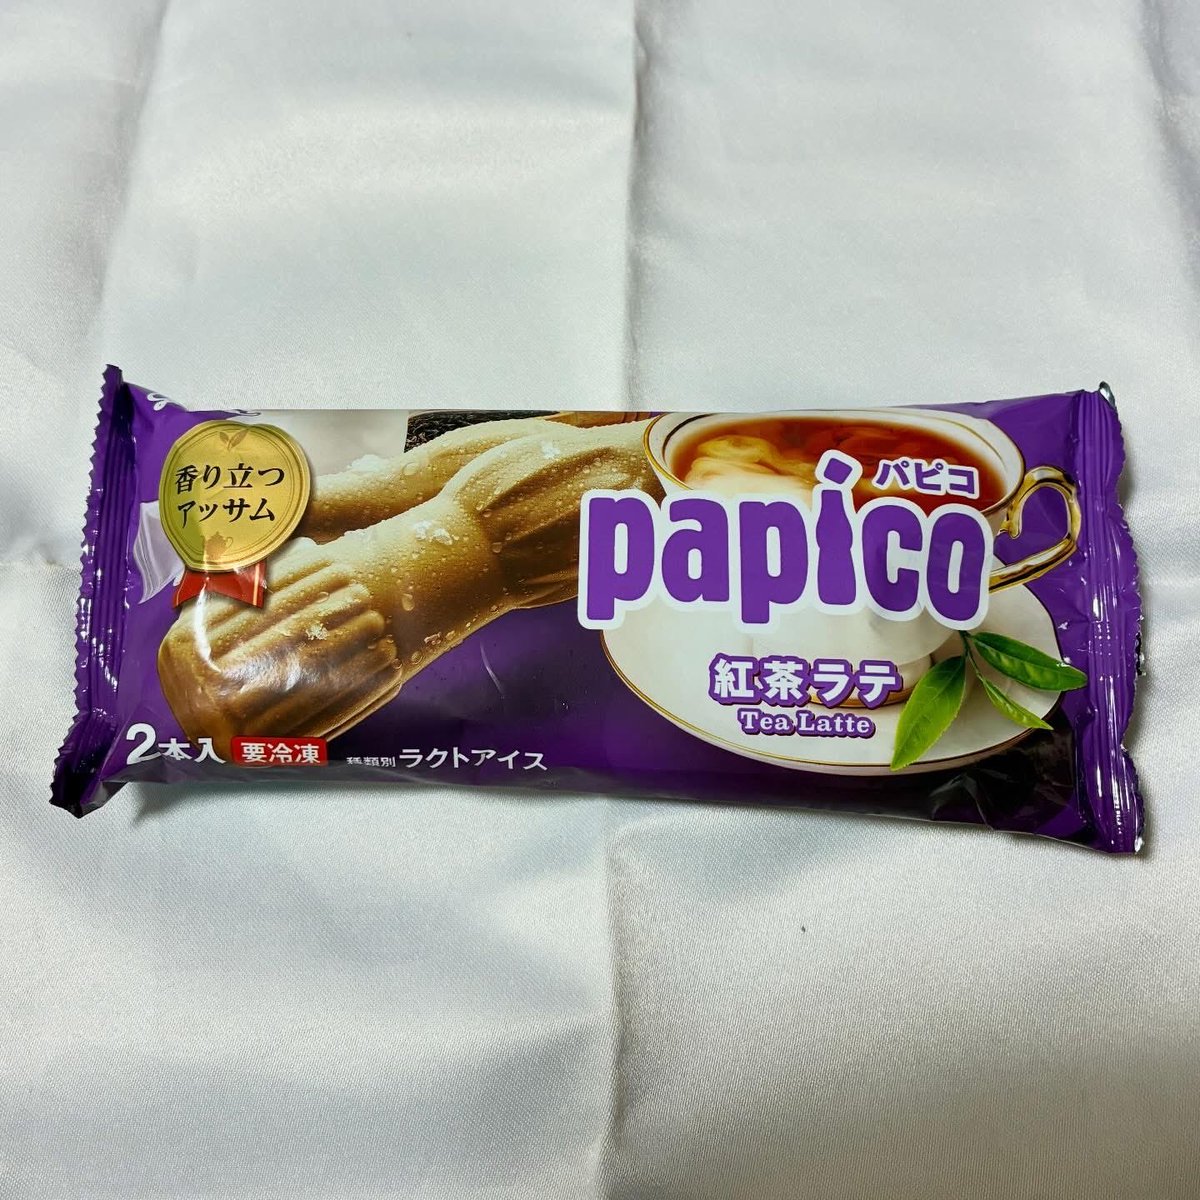 香り立つ
アッサム
パピコ
papico
紅茶ラテ
Tea Latte
2本入 要冷凍 種類別 ラクトアイス